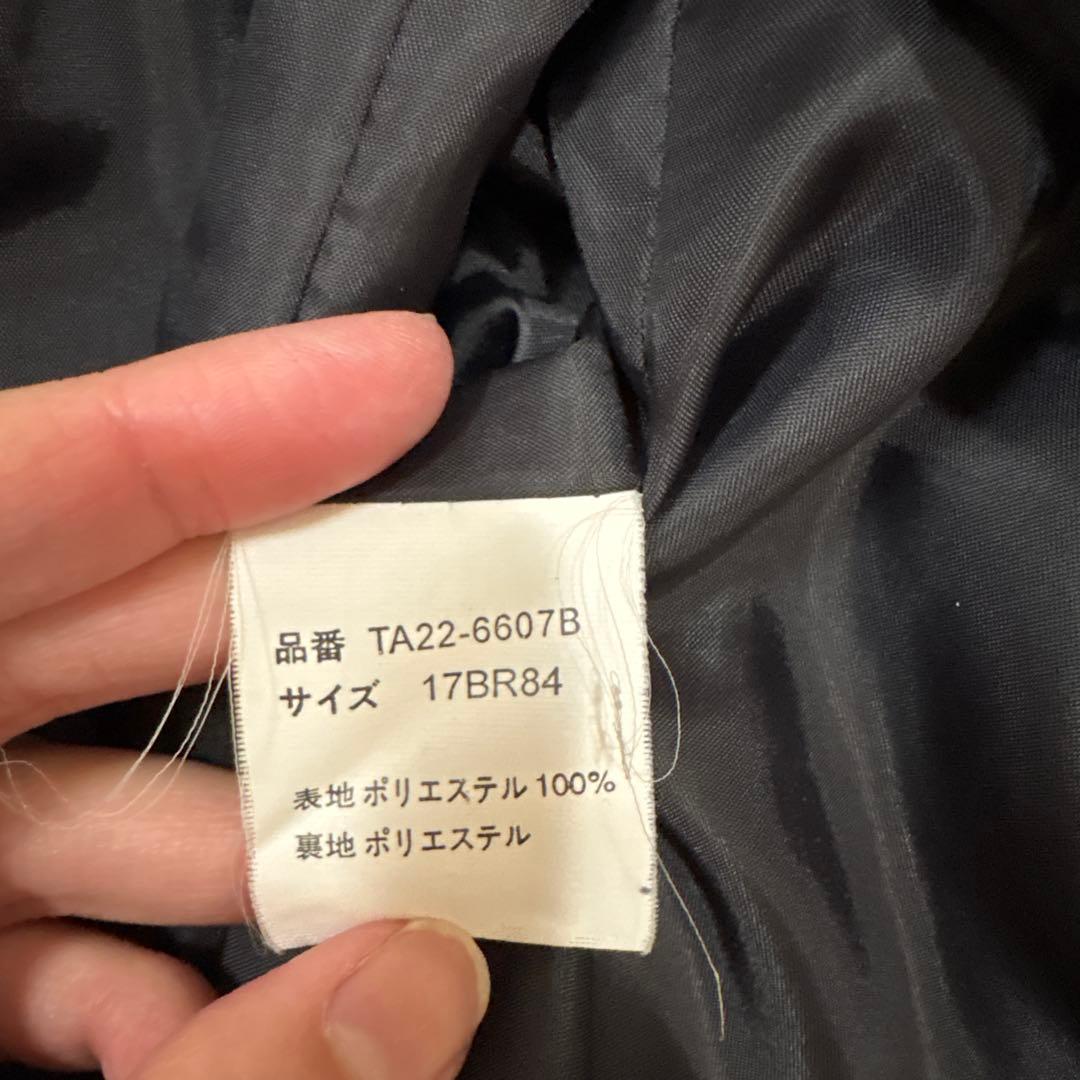 品番 TA22-6607B
サイズ 17BR84
表地 ポリエステル 100%
裏地 ポリエステル